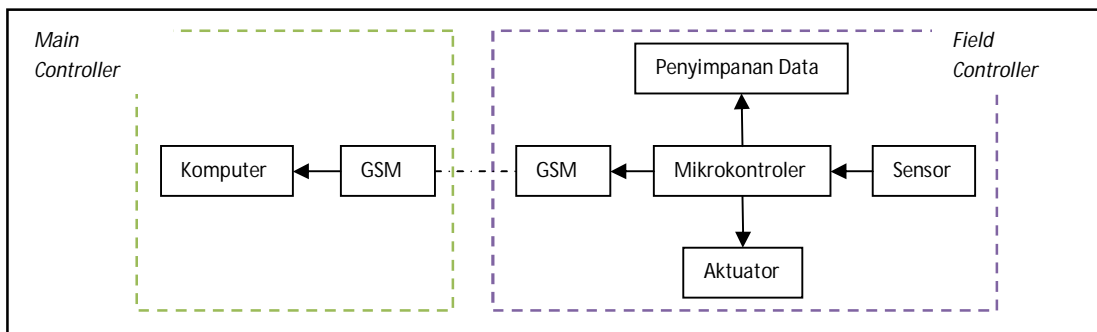 Main
Controller
Field
Controller
Penyimpanan Data
Komputer
GSM
GSM
Mikrokontroler
Sensor
Aktuator